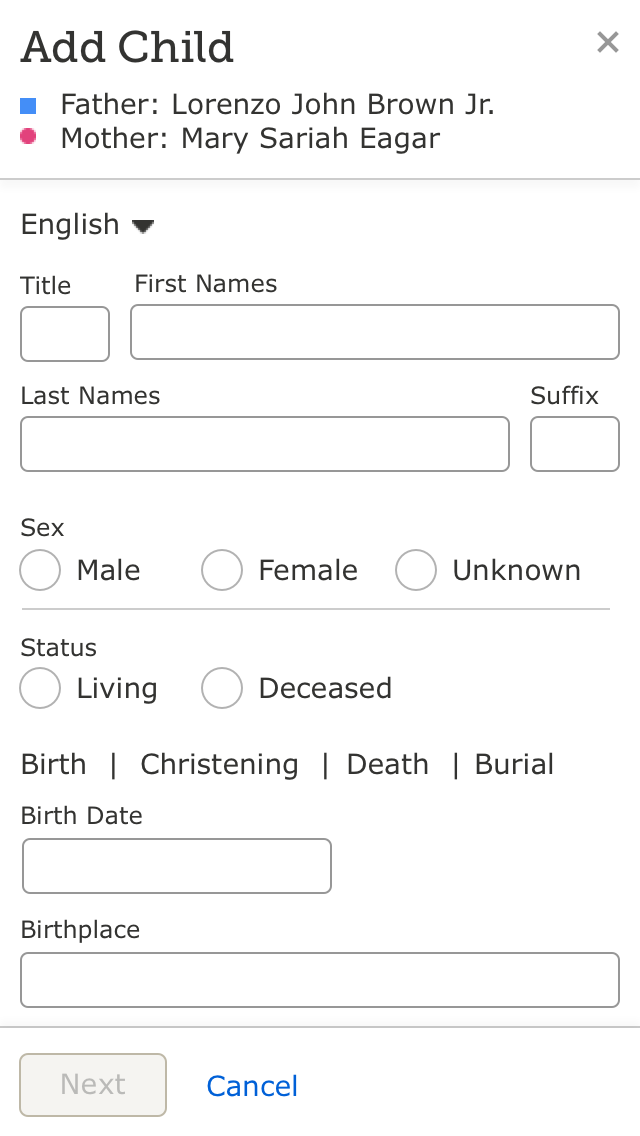 Add Child
Father: Lorenzo John Brown Jr.
Mother: Mary Sariah Eagar
English
Title First Names
Last Names Suffix
Sex
Male Female Unknown
Status
Living Deceased
Birth | Christening | Death | Burial
Birth Date
Birthplace
Next Cancel